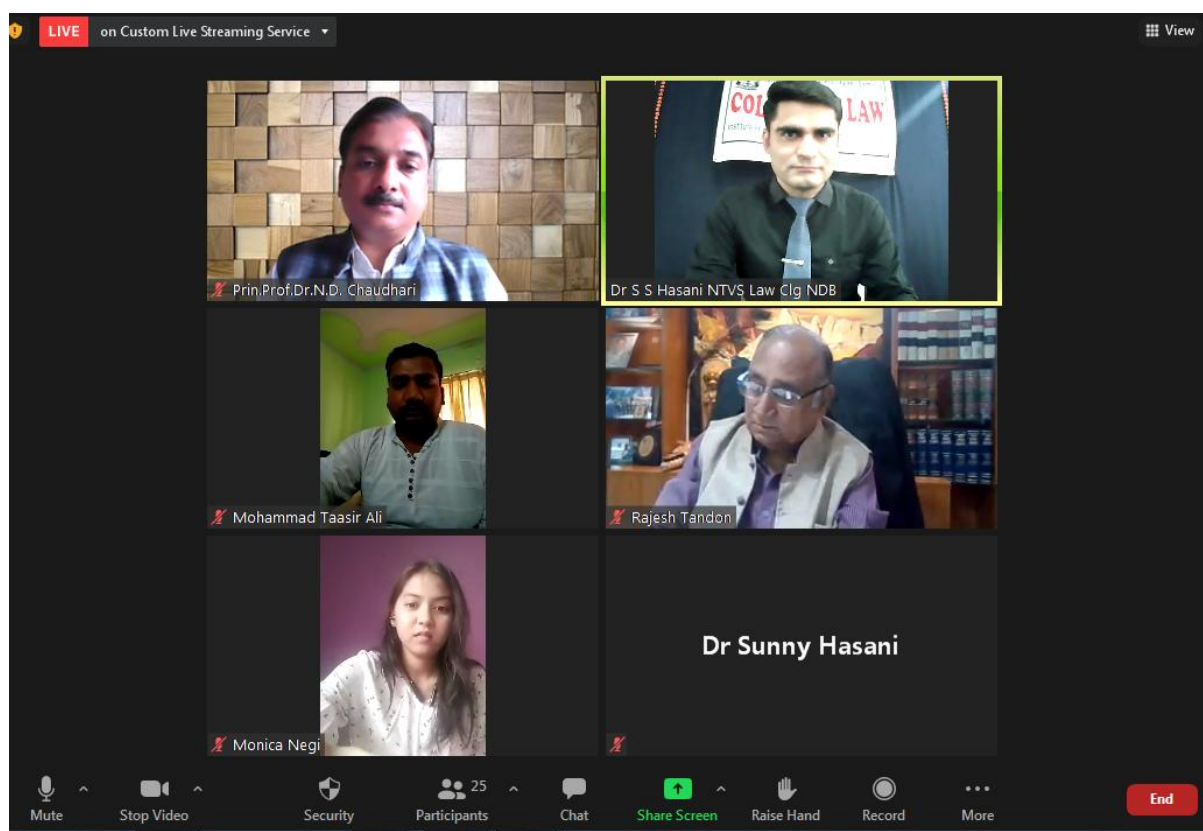 LIVE on Custom Live Streaming Service
View
COL LAW
Prin.Prof.Dr.N.D. Chaudhari
Dr S S Hasani NTVS Law Clg NDB
Mohammad Taasir Ali
Rajesh Tandon
Monica Negi
Dr Sunny Hasani
Mute
Stop Video
Security
Participants
25
Chat
Share Screen
Raise Hand
Record
More
End